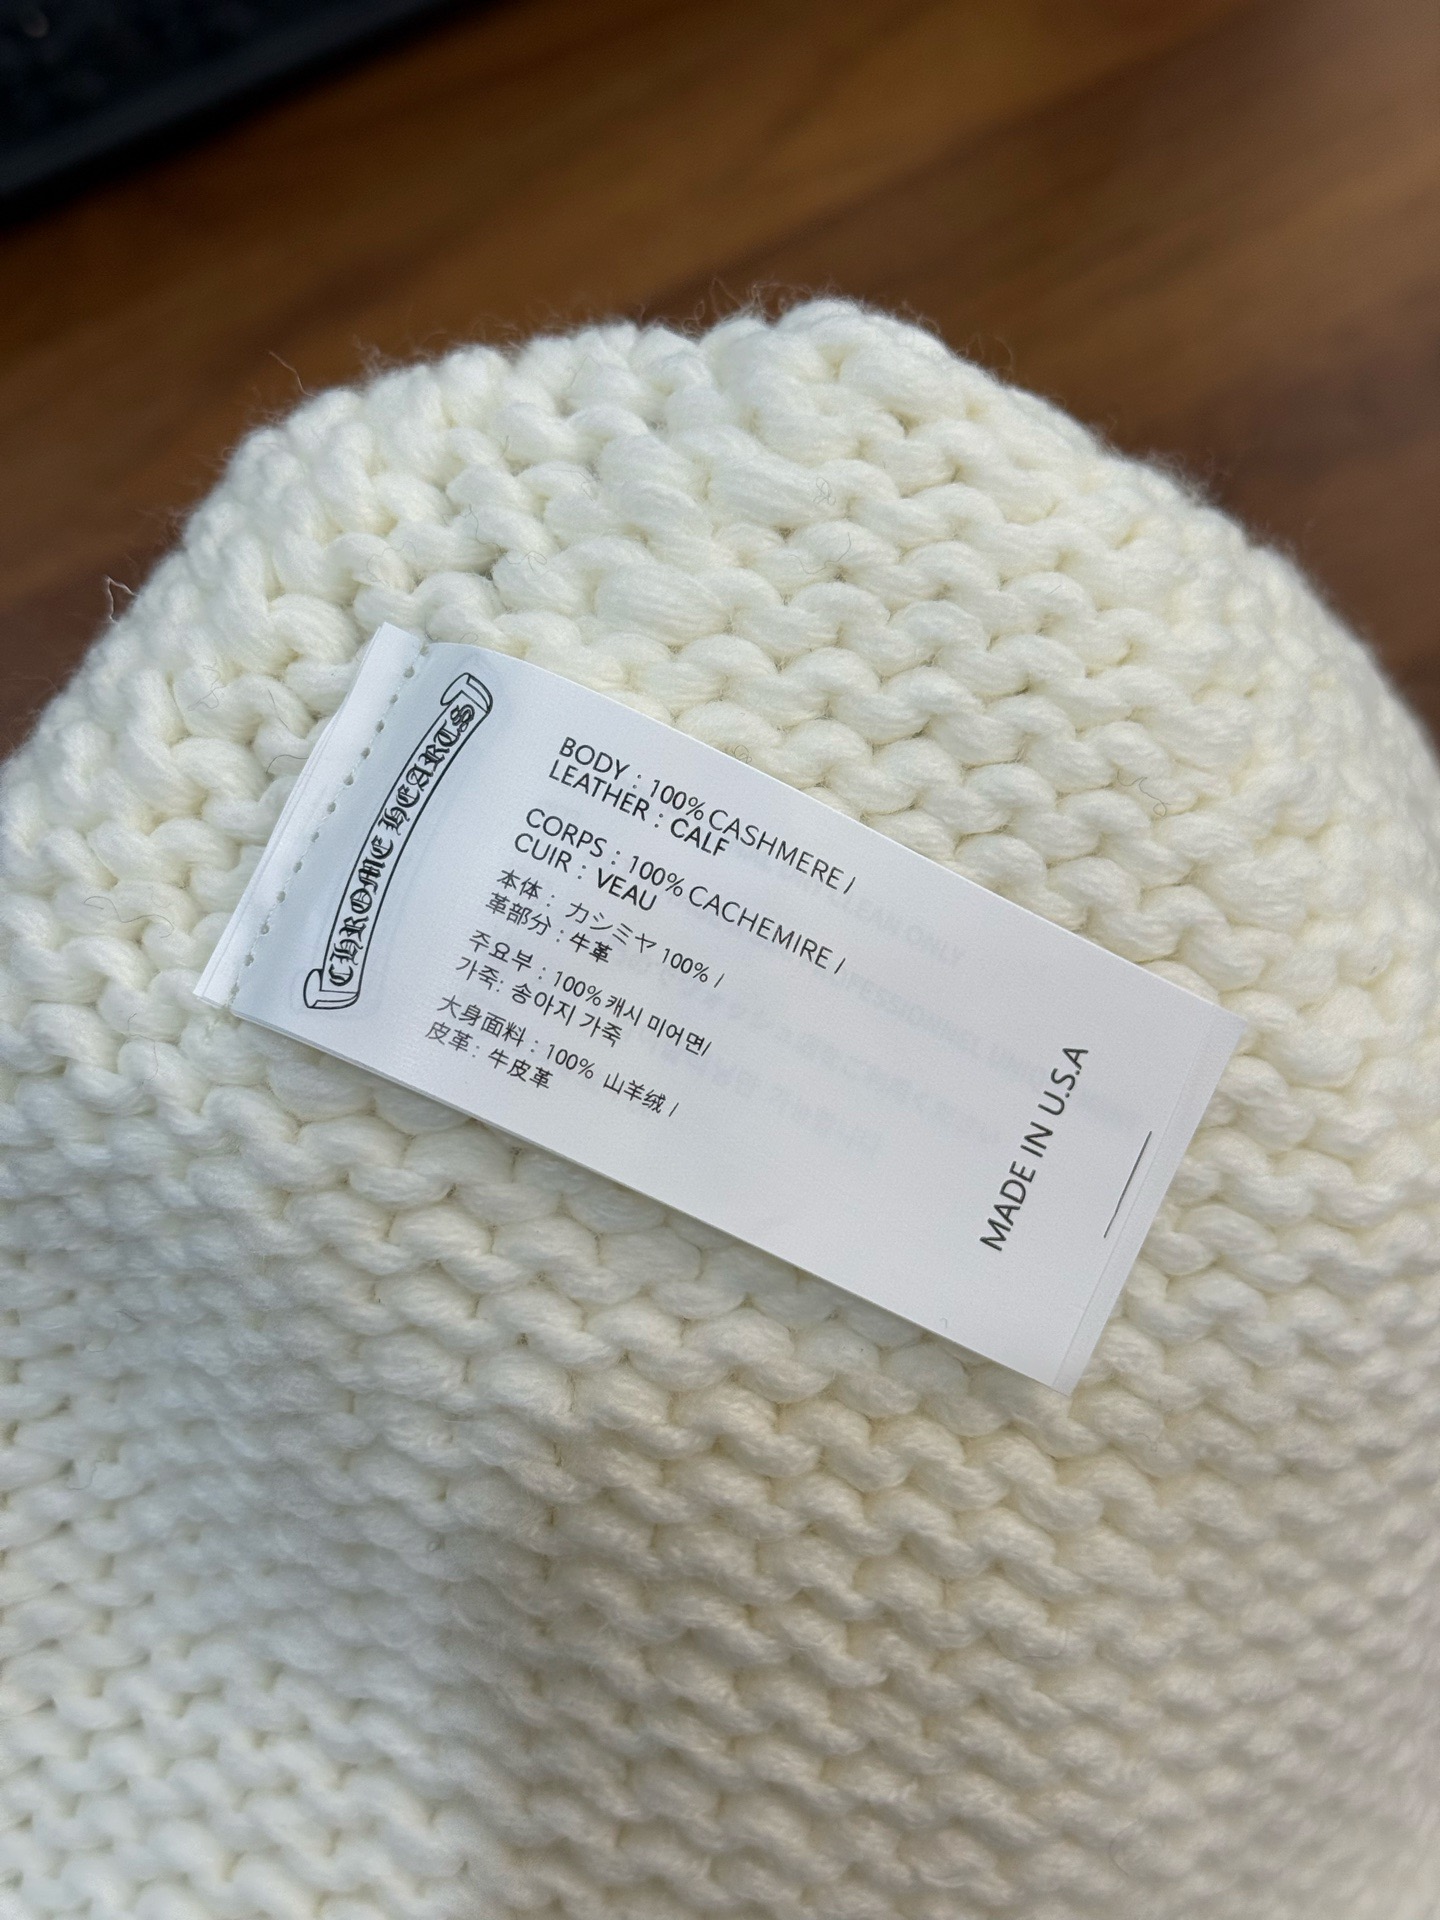 CHROME HEARTS
BODY : 100% CASHMERE /
LEATHER : CALF
CORPS : 100% CACHEMIRE /
CUIR : VEAU
本体 : カシミヤ 100% /
革部分 : 牛革
주요부 : 100% 캐시 미어면/
가죽: 송아지 가죽
大身面料 : 100% 山羊绒 /
皮革 : 牛皮革
MADE IN U.S.A